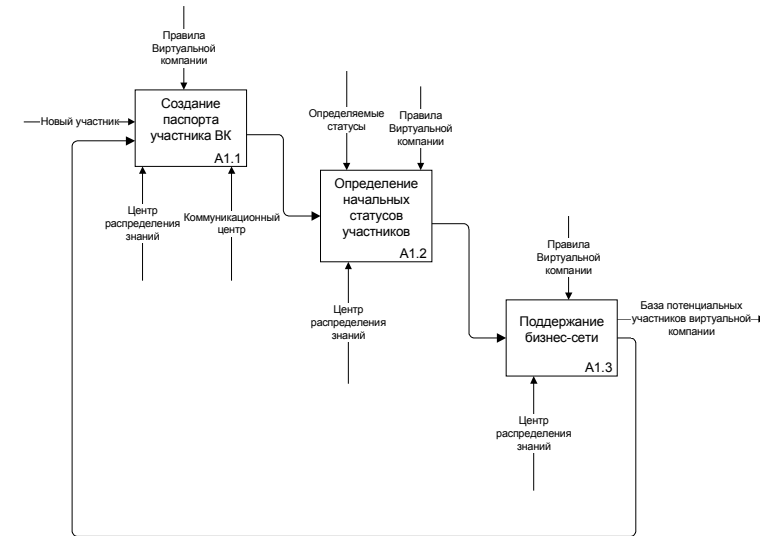 Правила
Виртуальной
компании
Создание
паспорта
участника ВК
A1.1
Новый участник
Центр
распределения
знаний
Коммуникационный
центр
Определяемые
статусы
Правила
Виртуальной
компании
Определение
начальных
статусов
участников
A1.2
Центр
распределения
знаний
Правила
Виртуальной
компании
Поддержание
бизнес-сети
A1.3
База потенциальных
участников виртуальной
компании
Центр
распределения
знаний